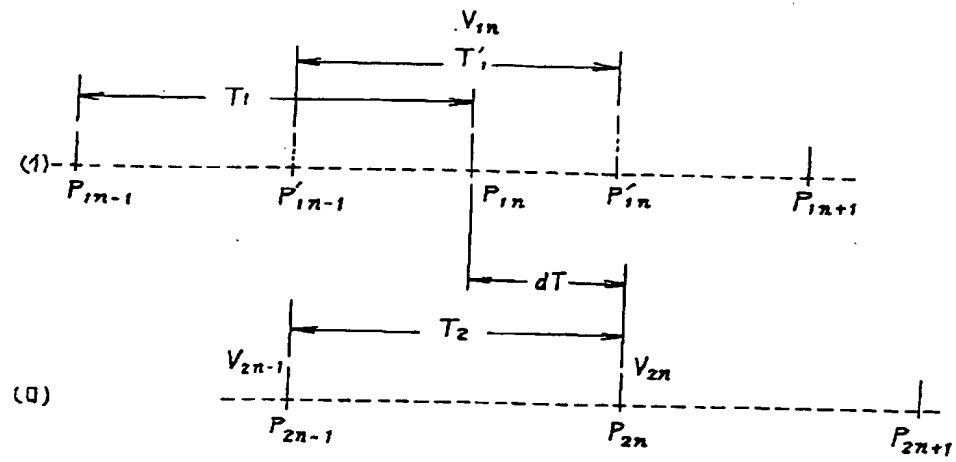 V₁ₙ
T'₁
T₁
(1)
P₁ₙ₋₁ P'₁ₙ₋₁ P₁ₙ P'₁ₙ P₁ₙ₊₁
dT
T₂
V₂ₙ₋₁ V₂ₙ
(0)
P₂ₙ₋₁ P₂ₙ P₂ₙ₊₁